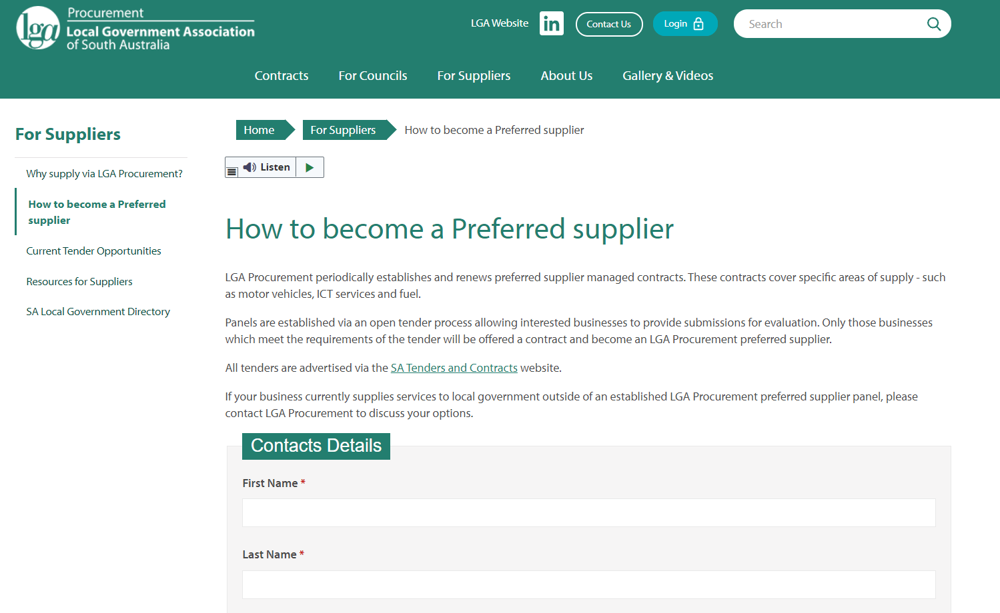 lga
Procurement
Local Government Association
of South Australia
LGA Website
in
Contact Us
Login
Search
Contracts
For Councils
For Suppliers
About Us
Gallery & Videos
For Suppliers
Why supply via LGA Procurement?
How to become a Preferred
supplier
Current Tender Opportunities
Resources for Suppliers
SA Local Government Directory
Home
For Suppliers
How to become a Preferred supplier
Listen
How to become a Preferred supplier
LGA Procurement periodically establishes and renews preferred supplier managed contracts. These contracts cover specific areas of supply - such
as motor vehicles, ICT services and fuel.
Panels are established via an open tender process allowing interested businesses to provide submissions for evaluation. Only those businesses
which meet the requirements of the tender will be offered a contract and become an LGA Procurement preferred supplier.
All tenders are advertised via the SA Tenders and Contracts website.
If your business currently supplies services to local government outside of an established LGA Procurement preferred supplier panel, please
contact LGA Procurement to discuss your options.
Contacts Details
First Name *
Last Name *